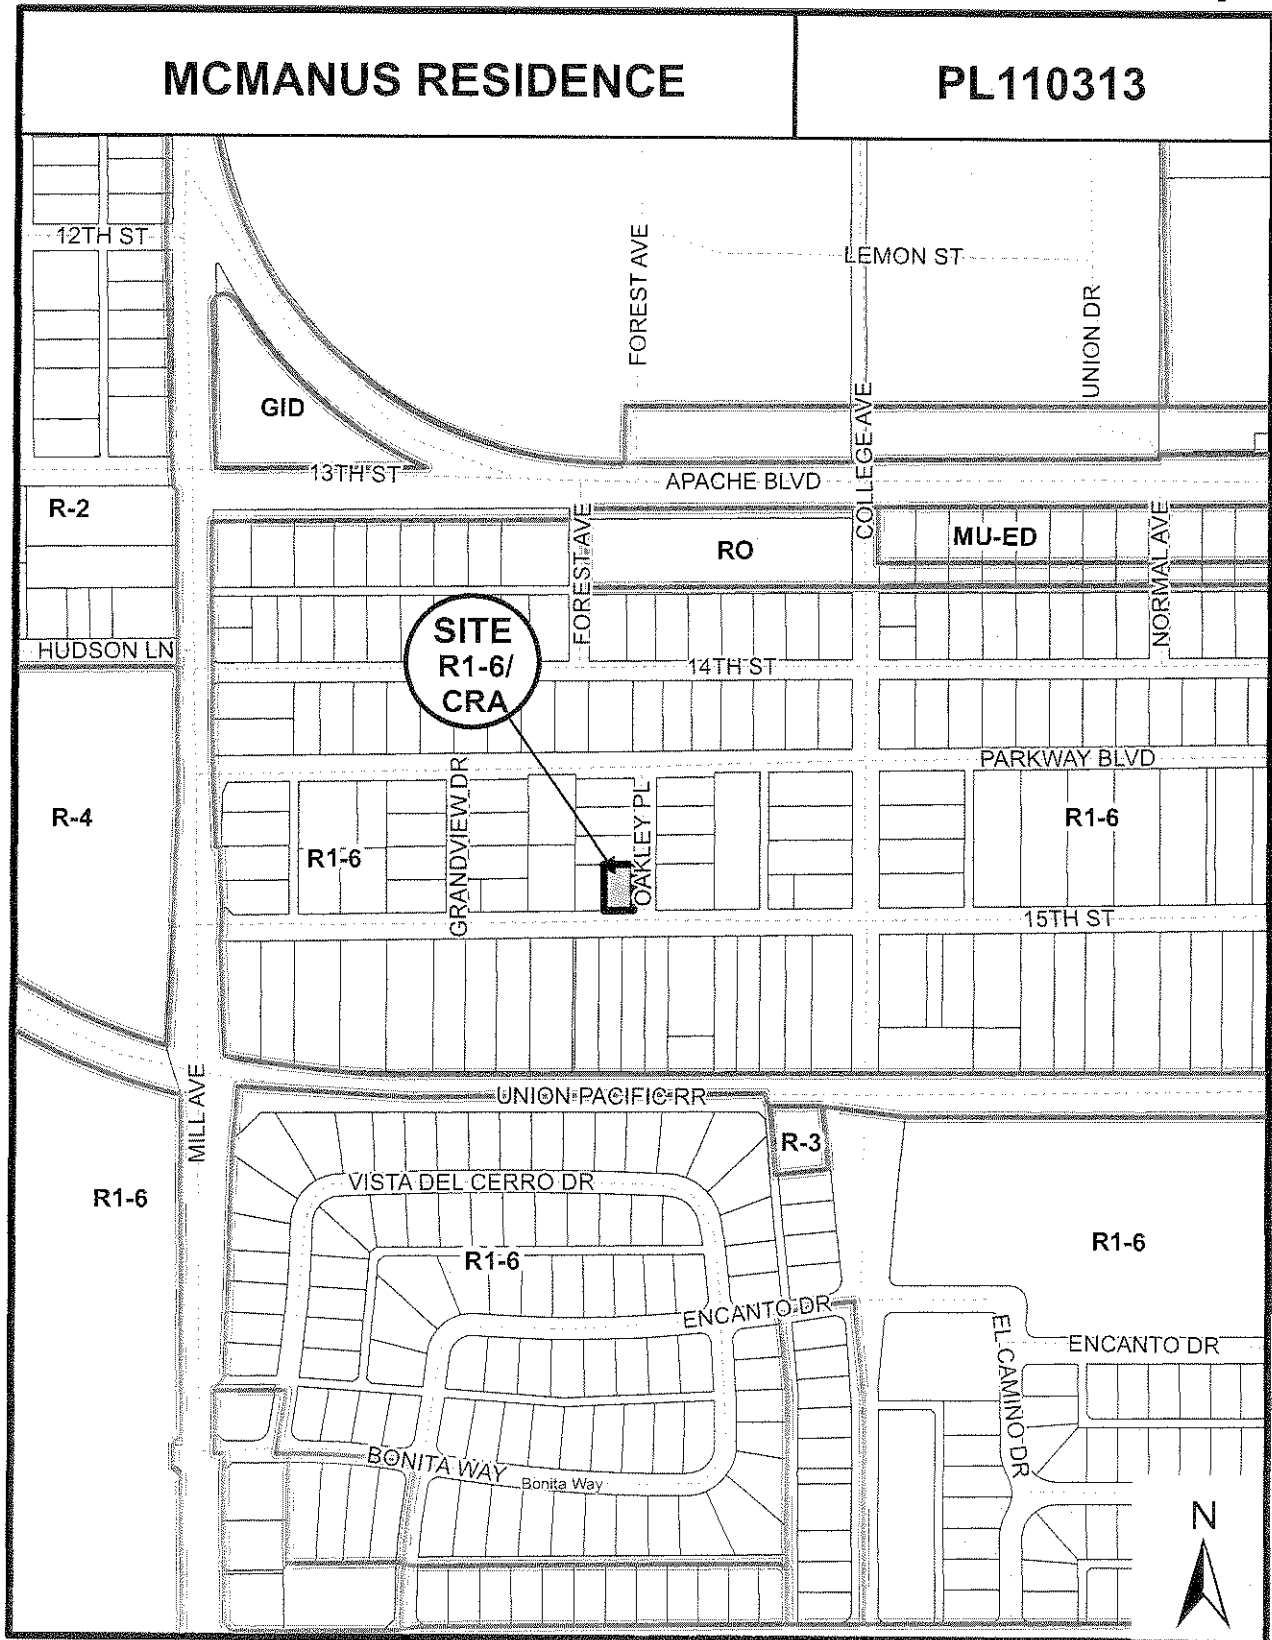 MCMANUS RESIDENCE
PL110313
12TH ST
FOREST AVE
LEMON ST
UNION DR
GID
COLLEGE AVE
13TH ST
APACHE BLVD
R-2
FOREST AVE
RO
MU-ED
NORMAL AVE
SITE
R1-6/
CRA
HUDSON LN
14TH ST
PARKWAY BLVD
R-4
GRANDVIEW DR
R1-6
OAKLEY PL
R1-6
15TH ST
MILL AVE
UNION PACIFIC RR
R-3
VISTA DEL CERRO DR
R1-6
R1-6
R1-6
ENCANTO DR
EL CAMINO DR
ENCANTO DR
BONITA WAY
Bonita Way
N